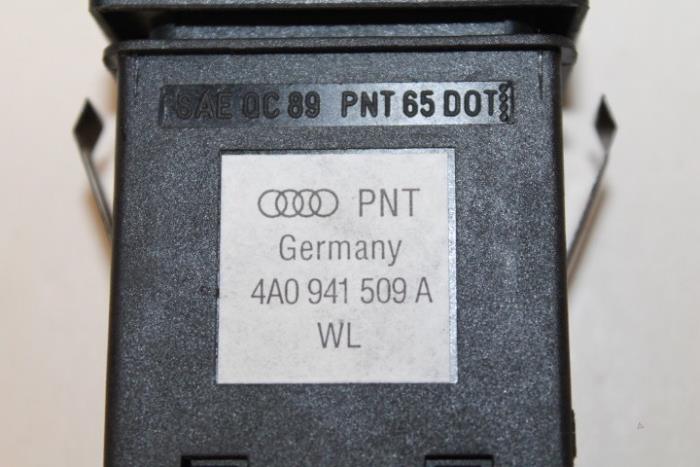 SAE QC 89 PNT 65 DOT
PNT
Germany
4A0 941 509 A
WL